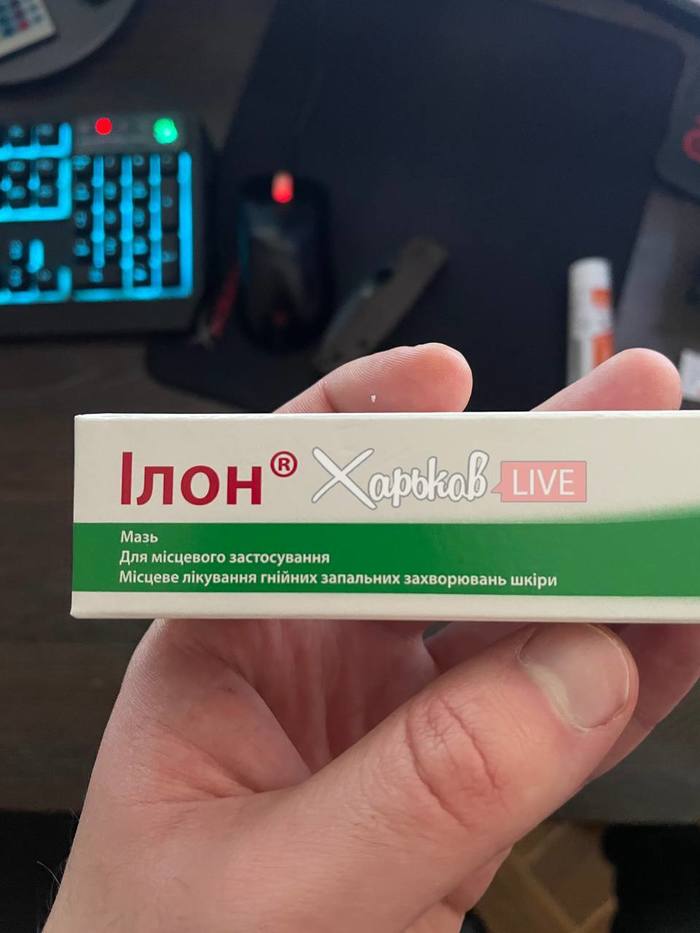 Ілон® Харьков LIVE
Мазь
Для місцевого застосування
Місцеве лікування гнійних запальних захворювань шкіри